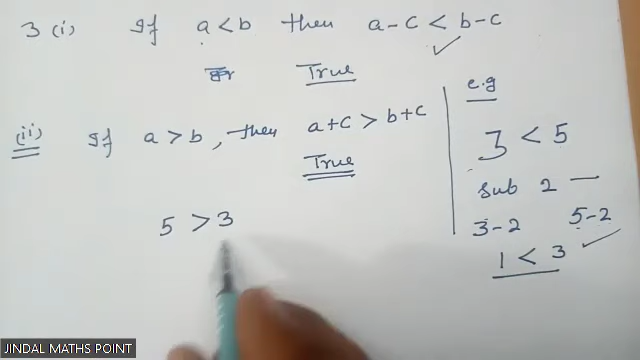 3 (i) If a < b then a-c < b-c
True
(ii) If a > b, then a+c > b+c
True
5 > 3
e.g
3 < 5
Sub 2 —
3-2 5-2
1 < 3
JINDAL MATHS POINT